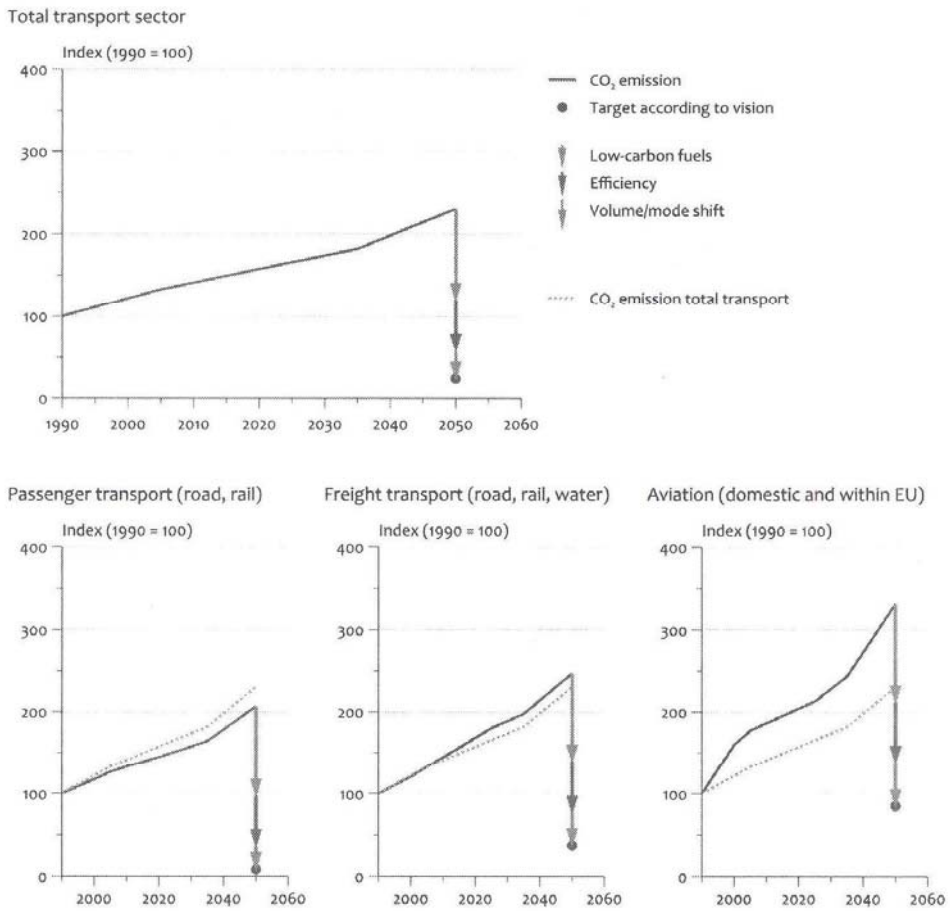 Total transport sector
Index (1990 = 100)
400
300
200
100
0
1990 2000 2010 2020 2030 2040 2050 2060
CO₂ emission
Target according to vision
Low-carbon fuels
Efficiency
Volume/mode shift
CO₂ emission total transport
Passenger transport (road, rail)
Index (1990 = 100)
400
300
200
100
0
2000 2020 2040 2060
Freight transport (road, rail, water)
Index (1990 = 100)
400
300
200
100
0
2000 2020 2040 2060
Aviation (domestic and within EU)
Index (1990 = 100)
400
300
200
100
0
2000 2020 2040 2060